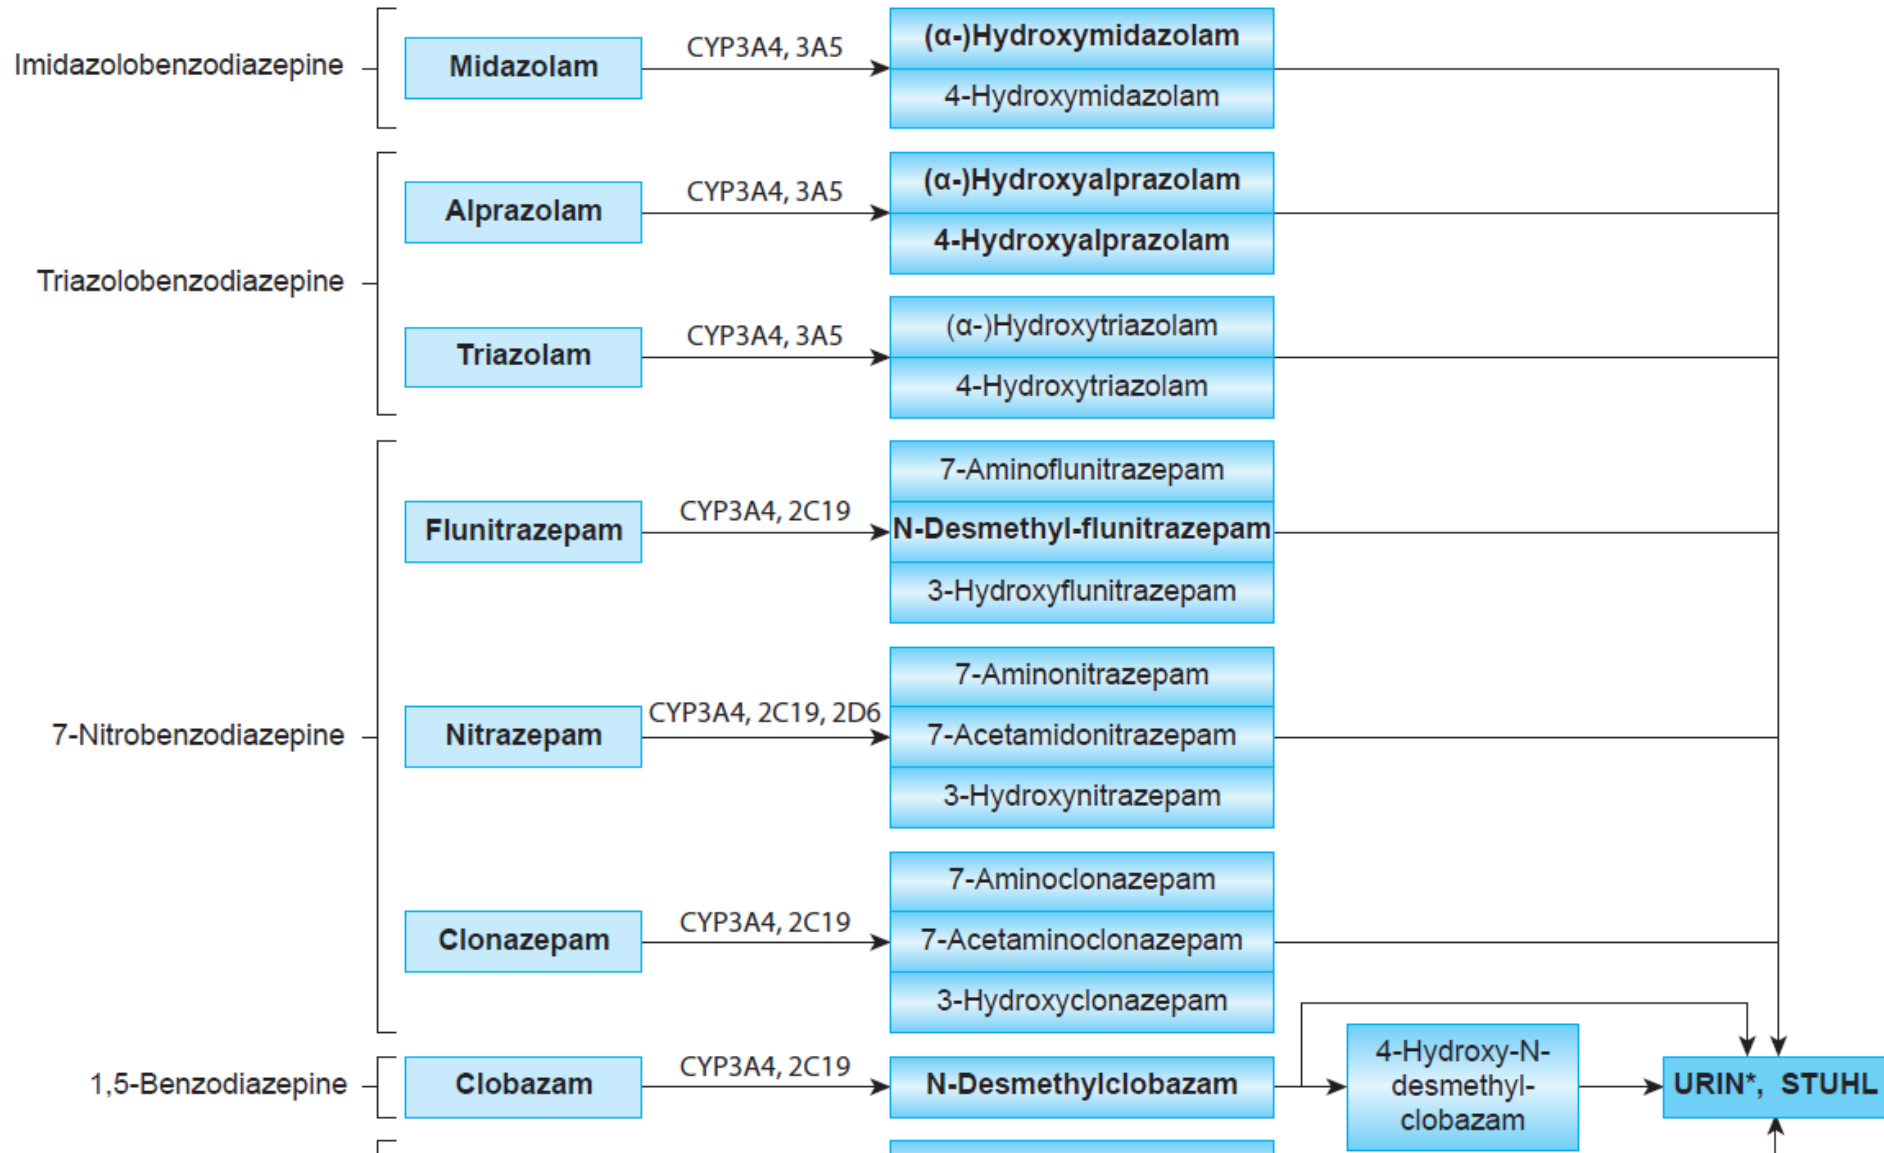 Imidazolobenzodiazepine
Midazolam
CYP3A4, 3A5
(α-)Hydroxymidazolam
4-Hydroxymidazolam
Triazolobenzodiazepine
Alprazolam
CYP3A4, 3A5
(α-)Hydroxyalprazolam
4-Hydroxyalprazolam
Triazolam
CYP3A4, 3A5
(α-)Hydroxytriazolam
4-Hydroxytriazolam
7-Nitrobenzodiazepine
Flunitrazepam
CYP3A4, 2C19
7-Aminoflunitrazepam
N-Desmethyl-flunitrazepam
3-Hydroxyflunitrazepam
Nitrazepam
CYP3A4, 2C19, 2D6
7-Aminonitrazepam
7-Acetamidonitrazepam
3-Hydroxynitrazepam
Clonazepam
CYP3A4, 2C19
7-Aminoclonazepam
7-Acetaminoclonazepam
3-Hydroxyclonazepam
1,5-Benzodiazepine
Clobazam
CYP3A4, 2C19
N-Desmethylclobazam
4-Hydroxy-N-
desmethyl-
clobazam
URIN*, STUHL